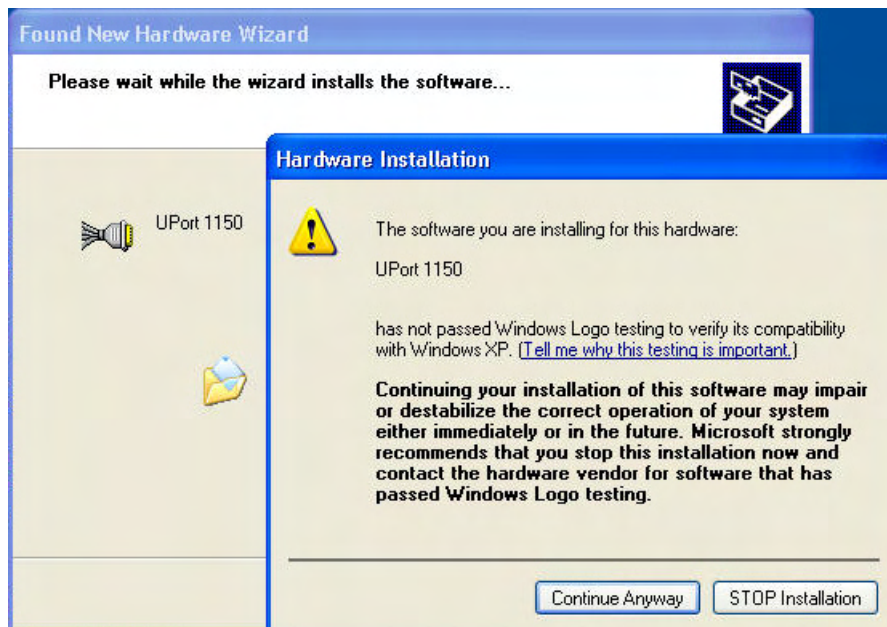 Found New Hardware Wizard
Please wait while the wizard installs the software...
Hardware Installation
UPort 1150
The software you are installing for this hardware:
UPort 1150
has not passed Windows Logo testing to verify its compatibility
with Windows XP. (Tell me why this testing is important.)
Continuing your installation of this software may impair
or destabilize the correct operation of your system
either immediately or in the future. Microsoft strongly
recommends that you stop this installation now and
contact the hardware vendor for software that has
passed Windows Logo testing.
Continue Anyway
STOP Installation